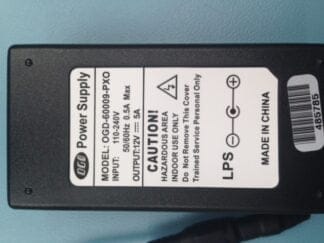 OGE Power Supply
MODEL: OGD-60009-PXO
INPUT: 110-240V
50/60Hz 0.5A Max
OUTPUT:12V 5A
CAUTION!
HAZARDOUS AREA
INDOOR USE ONLY
Do Not Remove This Cover
Trained Service Personal Only
LPS
MADE IN CHINA
485785